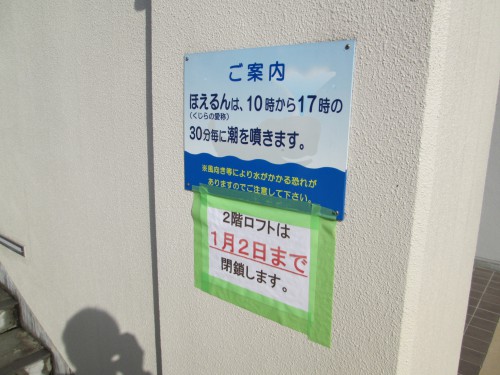 ご案内
ほえるんは、10時から17時の
(くじらの愛称)
30分毎に潮を噴きます。
※風向き等により水がかかる恐れが
ありますのでご注意して下さい。
2階ロフトは
1月2日まで
閉鎖します。